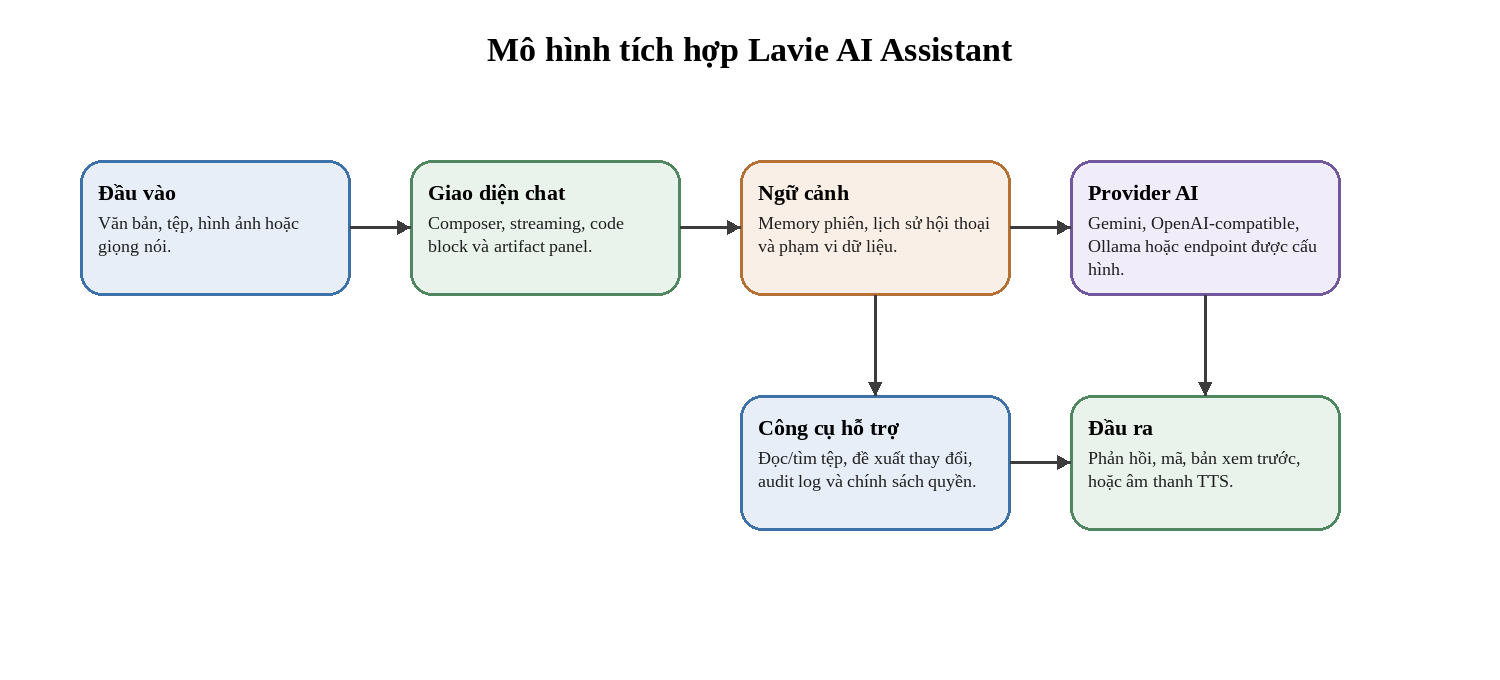 Mô hình tích hợp Lavie AI Assistant
Đầu vào
Văn bản, tệp, hình ảnh hoặc
giọng nói.
Giao diện chat
Composer, streaming, code
block và artifact panel.
Ngữ cảnh
Memory phiên, lịch sử hội thoại
và phạm vi dữ liệu.
Provider AI
Gemini, OpenAI-compatible,
Ollama hoặc endpoint được cấu
hình.
Công cụ hỗ trợ
Đọc/tìm tệp, đề xuất thay đổi,
audit log và chính sách quyền.
Đầu ra
Phản hồi, mã, bản xem trước,
hoặc âm thanh TTS.